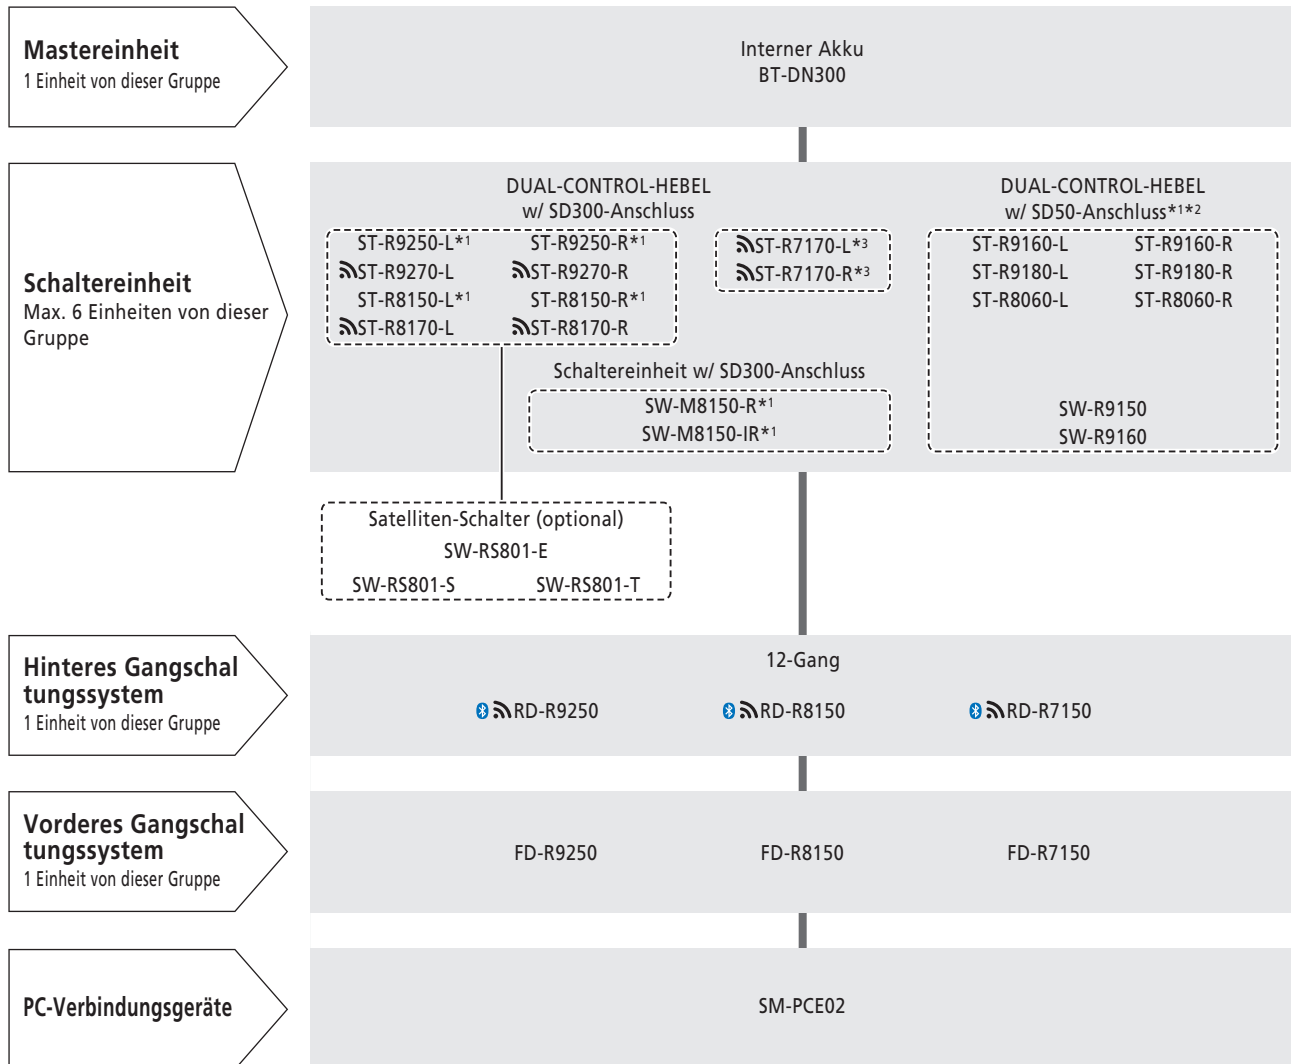 Mastereinheit
1 Einheit von dieser Gruppe
Interner Akku
BT-DN300
Schaltereinheit
Max. 6 Einheiten von dieser
Gruppe
DUAL-CONTROL-HEBEL
w/ SD300-Anschluss
ST-R9250-L*1 ST-R9250-R*1
ST-R9270-L ST-R9270-R
ST-R8150-L*1 ST-R8150-R*1
ST-R8170-L ST-R8170-R
ST-R7170-L*3
ST-R7170-R*3
Schaltereinheit w/ SD300-Anschluss
SW-M8150-R*1
SW-M8150-IR*1
DUAL-CONTROL-HEBEL
w/ SD50-Anschluss*1*2
ST-R9160-L ST-R9160-R
ST-R9180-L ST-R9180-R
ST-R8060-L ST-R8060-R
SW-R9150
SW-R9160
Satelliten-Schalter (optional)
SW-RS801-E
SW-RS801-S SW-RS801-T
Hinteres Gangschal
tungssystem
1 Einheit von dieser Gruppe
12-Gang
RD-R9250 RD-R8150 RD-R7150
Vorderes Gangschal
tungssystem
1 Einheit von dieser Gruppe
FD-R9250 FD-R8150 FD-R7150
PC-Verbindungsgeräte
SM-PCE02